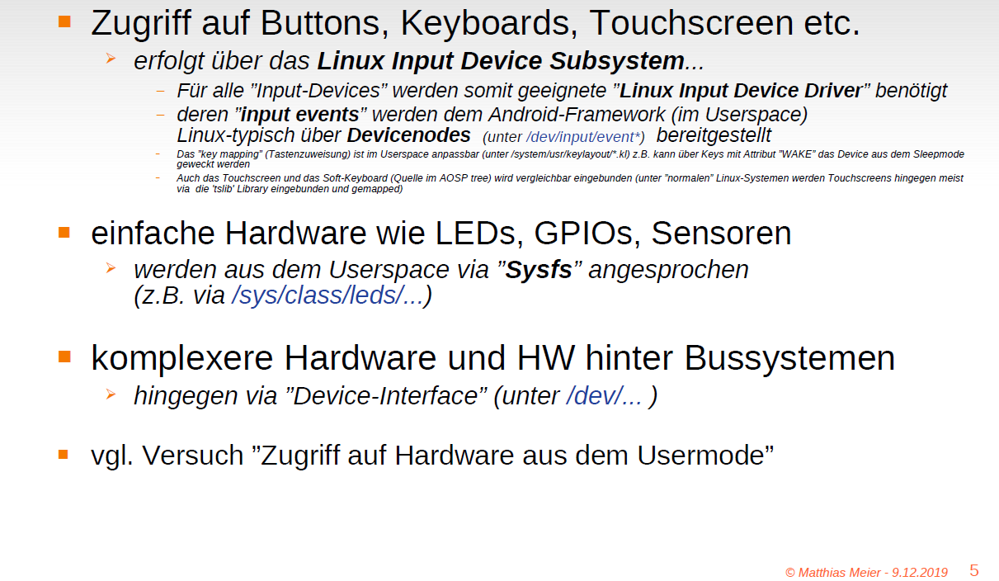 Zugriff auf Buttons, Keyboards, Touchscreen etc.
erfolgt über das Linux Input Device Subsystem...
Für alle ”Input-Devices” werden somit geeignete ”Linux Input Device Driver” benötigt
deren ”input events” werden dem Android-Framework (im Userspace)
Linux-typisch über Devicenodes (unter /dev/input/event*) bereitgestellt
Das ”key mapping” (Tastenzuweisung) ist im Userspace anpassbar (unter /system/usr/keylayout/*.kl) z.B. kann über Keys mit Attribut ”WAKE” das Device aus dem Sleepmode
geweckt werden
Auch das Touchscreen und das Soft-Keyboard (Quelle im AOSP tree) wird vergleichbar eingebunden (unter ”normalen” Linux-Systemen werden Touchscreens hingegen meist
via die 'tslib' Library eingebunden und gemapped)
einfache Hardware wie LEDs, GPIOs, Sensoren
werden aus dem Userspace via ”Sysfs” angesprochen
(z.B. via /sys/class/leds/...)
komplexere Hardware und HW hinter Bussystemen
hingegen via ”Device-Interface” (unter /dev/... )
vgl. Versuch ”Zugriff auf Hardware aus dem Usermode”
© Matthias Meier - 9.12.2019 5